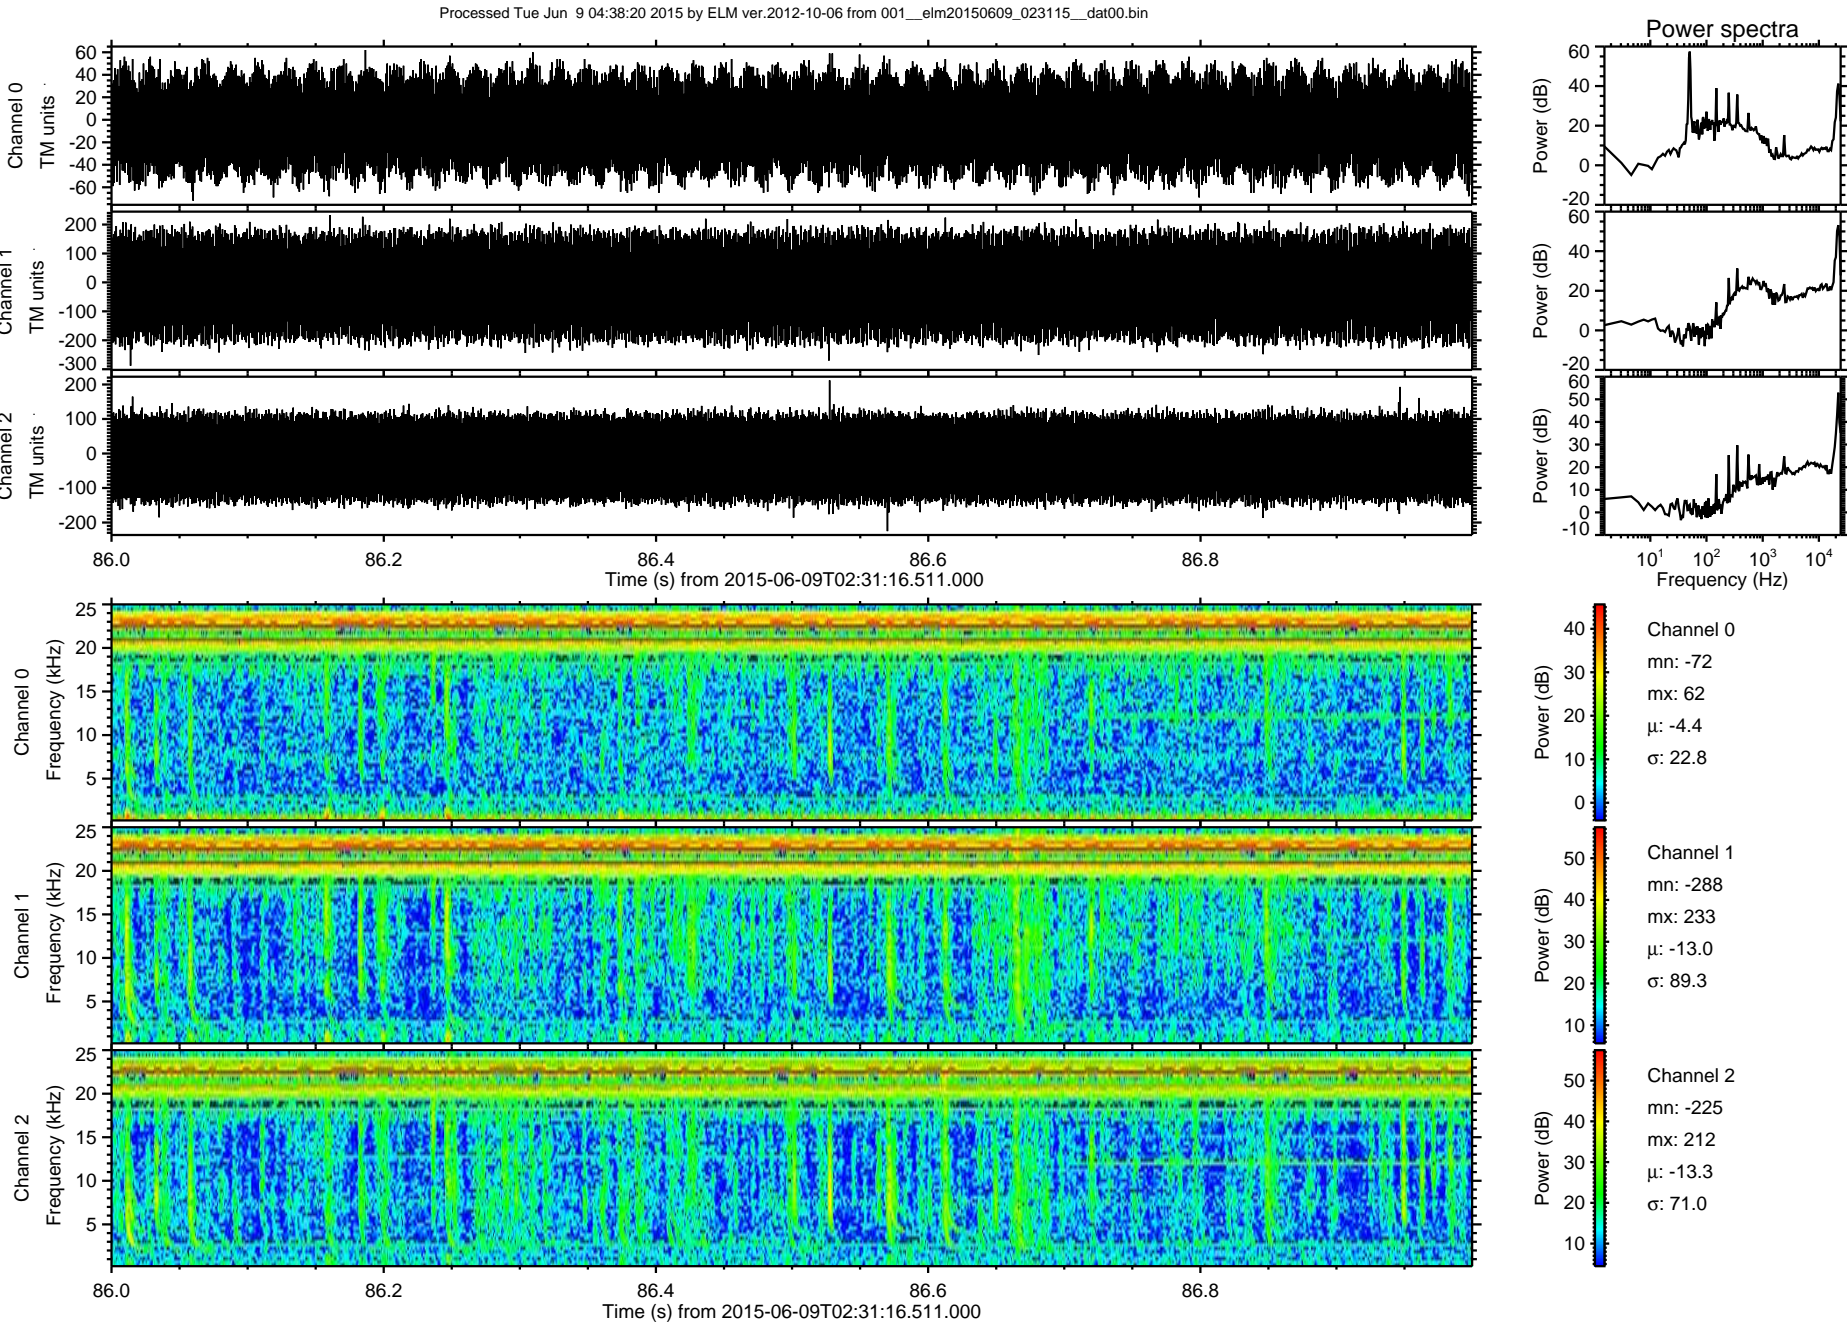 Processed Tue Jun  9 04:38:20 2015 by ELM ver.2012-10-06 from 001__elm20150609_023115__dat00.bin
Power spectra
Channel 0
TM units
60
40
20
0
-20
-40
-60
Power (dB)
60
40
20
0
-20
Channel 1
TM units
200
100
0
-100
-200
-300
Power (dB)
60
40
20
0
-20
Channel 2
TM units
200
100
0
-100
-200
Power (dB)
60
50
40
30
20
10
0
-10
86.0
86.2
86.4
86.6
86.8
Time (s) from 2015-06-09T02:31:16.511.000
10^1
10^2
10^3
10^4
Frequency (Hz)
Channel 0
Frequency (kHz)
25
20
15
10
5
Power (dB)
40
30
20
10
0
Channel 0
mn: -72
mx: 62
μ: -4.4
σ: 22.8
Channel 1
Frequency (kHz)
25
20
15
10
5
Power (dB)
50
40
30
20
10
Channel 1
mn: -288
mx: 233
μ: -13.0
σ: 89.3
Channel 2
Frequency (kHz)
25
20
15
10
5
Power (dB)
50
40
30
20
10
Channel 2
mn: -225
mx: 212
μ: -13.3
σ: 71.0
86.0
86.2
86.4
86.6
86.8
Time (s) from 2015-06-09T02:31:16.511.000